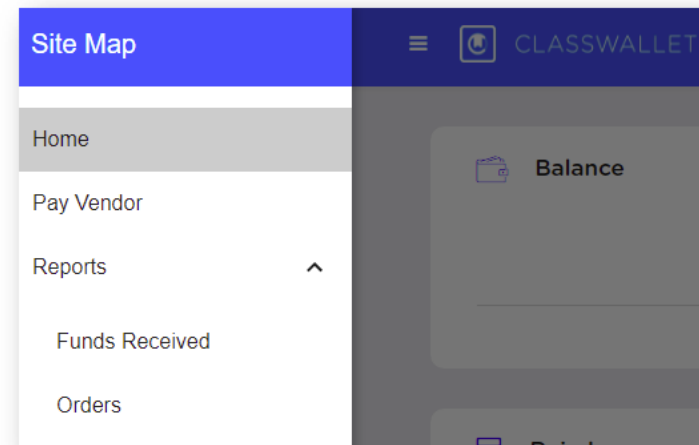 Site Map
CLASSWALLET
Home
Balance
Pay Vendor
Reports
Funds Received
Orders